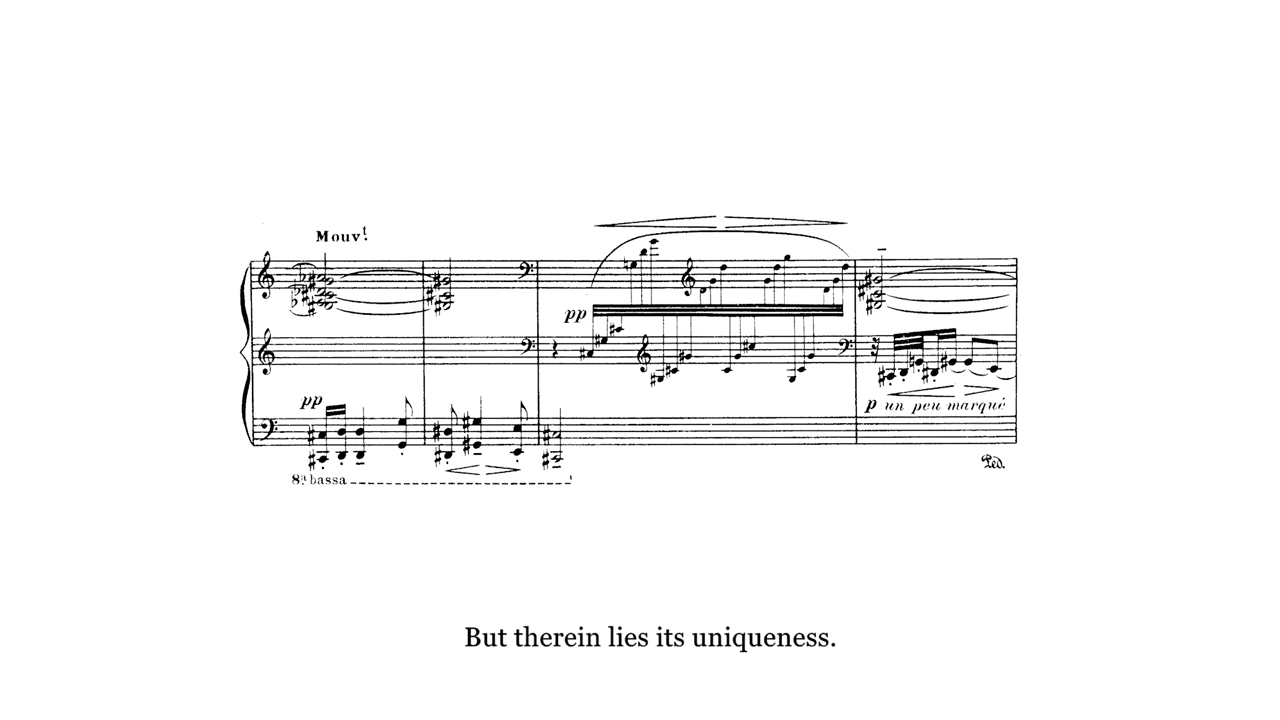 Mouvt.
pp
pp
p un peu marqué
Ped.
8a bassa
But therein lies its uniqueness.